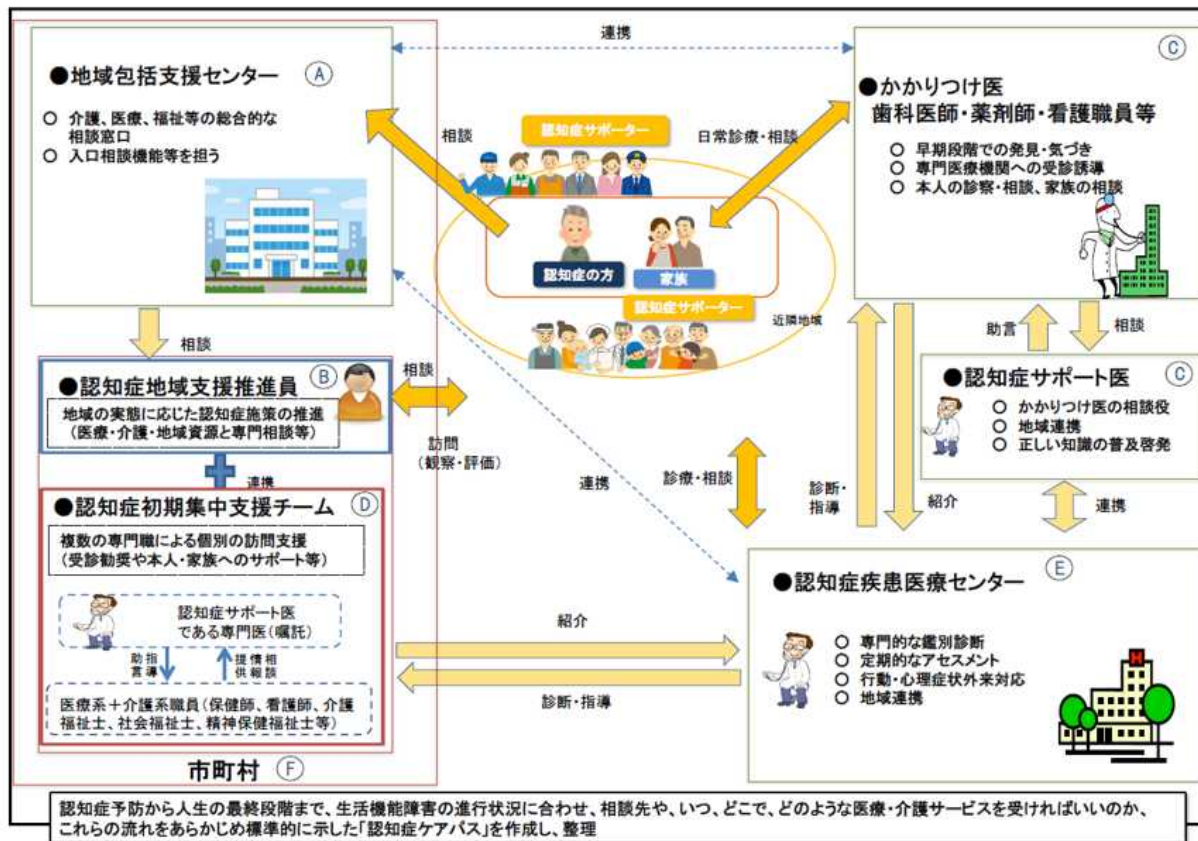 連携
●地域包括支援センター Ⓐ
○ 介護、医療、福祉等の総合的な
相談窓口
○ 入口相談機能等を担う
相談
認知症サポーター
日常診療・相談
認知症の方
家族
認知症サポーター
近隣地域
Ⓒ
●かかりつけ医
歯科医師・薬剤師・看護職員等
○ 早期段階での発見・気づき
○ 専門医療機関への受診誘導
○ 本人の診察・相談、家族の相談
相談
助言
相談
●認知症地域支援推進員 Ⓑ
地域の実態に応じた認知症施策の推進
(医療・介護・地域資源と専門相談等)
相談
訪問
(観察・評価)
連携
●認知症サポート医 Ⓒ
○ かかりつけ医の相談役
○ 地域連携
○ 正しい知識の普及啓発
連携
診療・相談
診断・
指導
紹介
連携
●認知症初期集中支援チーム Ⓓ
複数の専門職による個別の訪問支援
(受診勧奨や本人・家族へのサポート等)
認知症サポート医
である専門医(嘱託)
指導
助言
相談
情報
提供
医療系+介護系職員(保健師、看護師、介護
福祉士、社会福祉士、精神保健福祉士等)
市町村 Ⓕ
紹介
診断・指導
●認知症疾患医療センター Ⓔ
○ 専門的な鑑別診断
○ 定期的なアセスメント
○ 行動・心理症状外来対応
○ 地域連携
H
認知症予防から人生の最終段階まで、生活機能障害の進行状況に合わせ、相談先や、いつ、どこで、どのような医療・介護サービスを受ければいいのか、
これらの流れをあらかじめ標準的に示した「認知症ケアパス」を作成し、整理